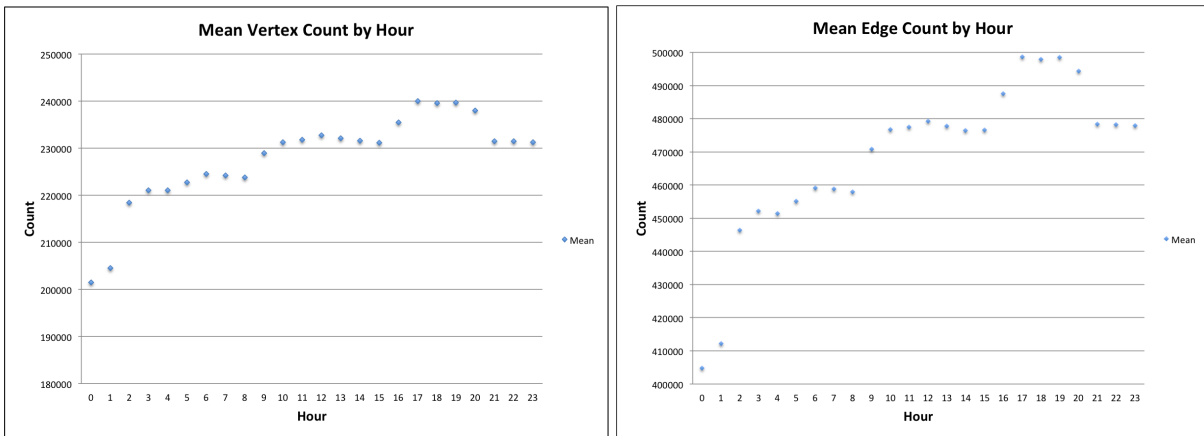 Mean Vertex Count by Hour
250000
240000
230000
220000
210000
200000
190000
180000
Count
0 1 2 3 4 5 6 7 8 9 10 11 12 13 14 15 16 17 18 19 20 21 22 23
Hour
Mean
Mean Edge Count by Hour
500000
490000
480000
470000
460000
450000
440000
430000
420000
410000
400000
Count
0 1 2 3 4 5 6 7 8 9 10 11 12 13 14 15 16 17 18 19 20 21 22 23
Hour
Mean